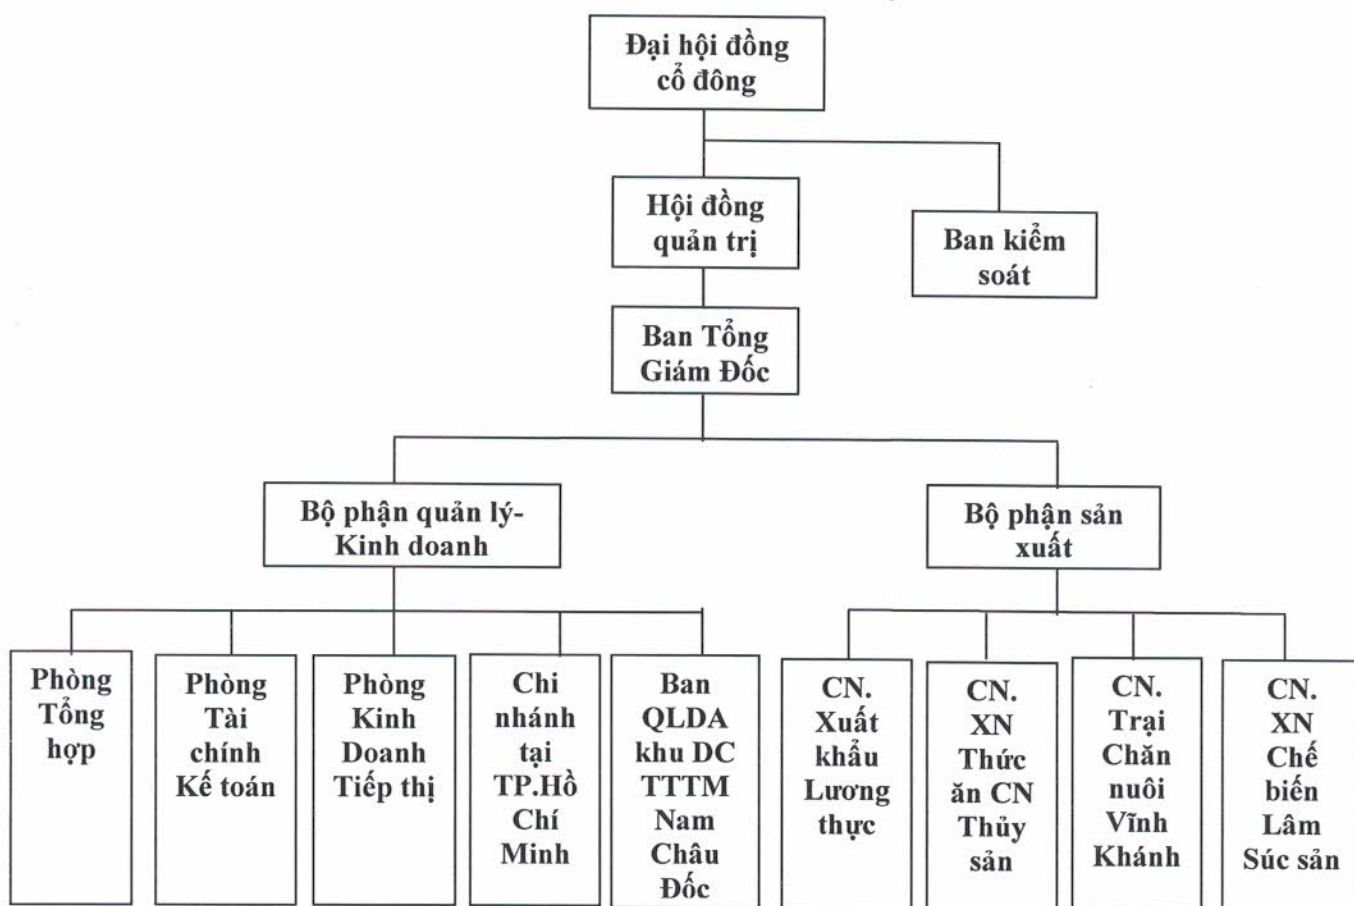 Đại hội đồng
cổ đông
Hội đồng
quản trị
Ban kiểm
soát
Ban Tổng
Giám Đốc
Bộ phận quản lý-
Kinh doanh
Bộ phận sản
xuất
Phòng
Tổng
hợp
Phòng
Tài
chính
Kế toán
Phòng
Kinh
Doanh
Tiếp thị
Chi
nhánh
tại
TP.Hồ
Chí
Minh
Ban
QLDA
khu DC
TTTM
Nam
Châu
Đốc
CN.
Xuất
khẩu
Lương
thực
CN.
XN
Thức
ăn CN
Thủy
sản
CN.
Trại
Chăn
nuôi
Vĩnh
Khánh
CN.
XN
Chế
biến
Lâm
Súc sản